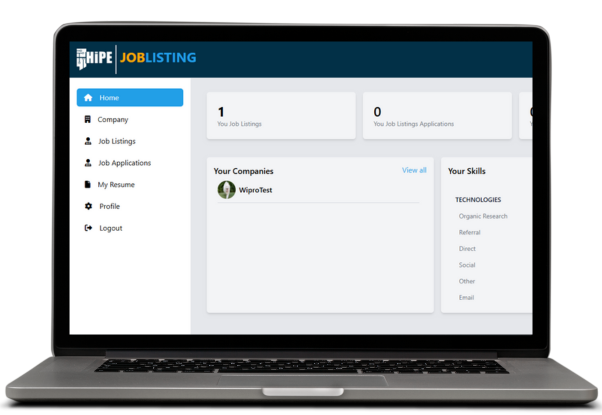 HiPE JOBLISTING
Home
Company
Job Listings
Job Applications
My Resume
Profile
Logout
1
You Job Listings
0
You Job Listings Applications
Your Companies
View all
WiproTest
Your Skills
TECHNOLOGIES
Organic Research
Referral
Direct
Social
Other
Email